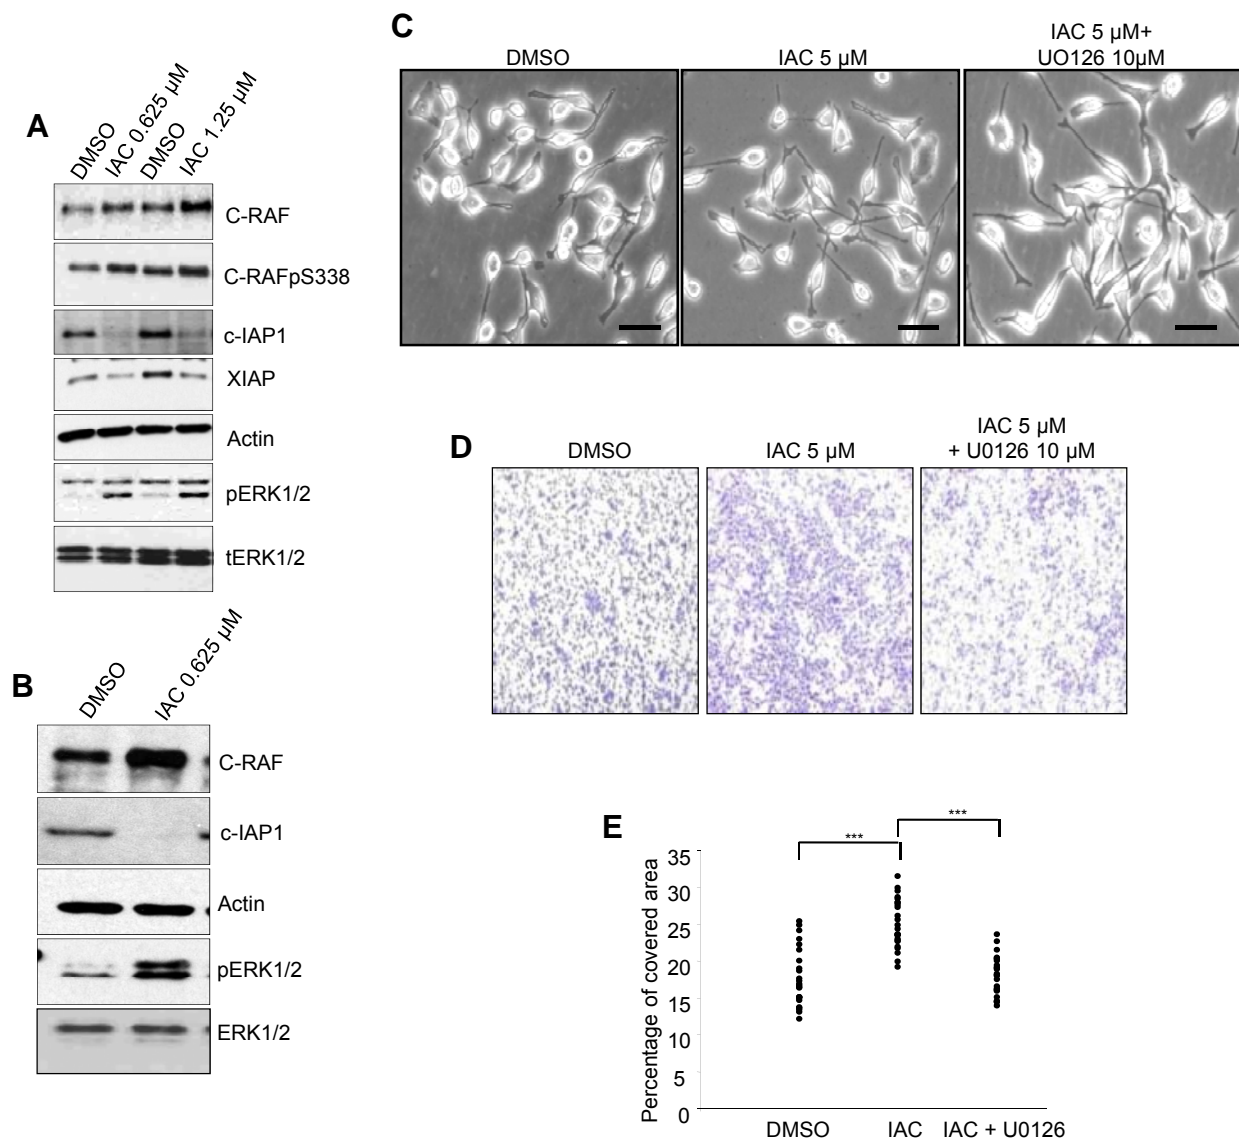 A
DMSO
IAC 0.625 µM
DMSO
IAC 1.25 µM
C-RAF
C-RAFpS338
c-IAP1
XIAP
Actin
pERK1/2
tERK1/2
B
DMSO
IAC 0.625 µM
C-RAF
c-IAP1
Actin
pERK1/2
ERK1/2
C
DMSO
IAC 5 µM
IAC 5 µM+
UO126 10µM
D
DMSO
IAC 5 µM
IAC 5 µM
+ U0126 10 µM
E
***
***
Percentage of covered area
35
30
25
20
15
10
5
0
DMSO
IAC
IAC + U0126